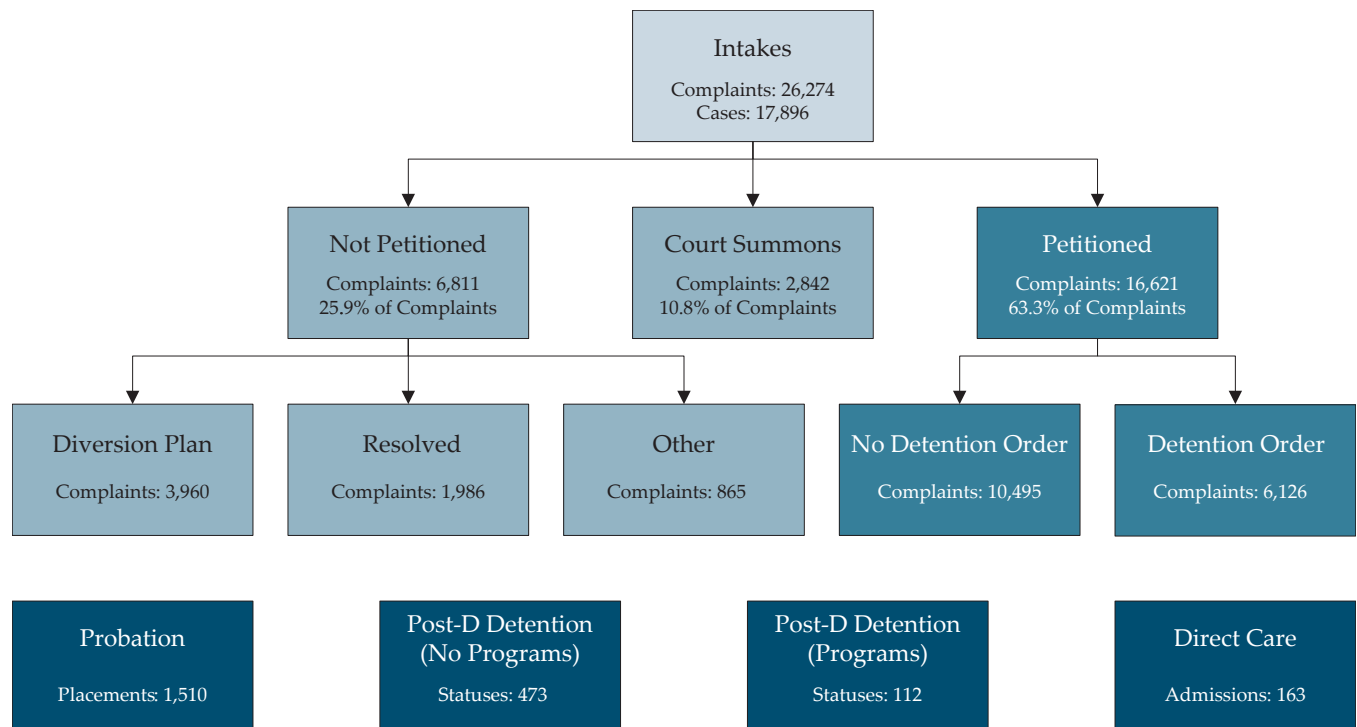 Intakes
Complaints: 26,274
Cases: 17,896
Not Petitioned
Complaints: 6,811
25.9% of Complaints
Court Summons
Complaints: 2,842
10.8% of Complaints
Petitioned
Complaints: 16,621
63.3% of Complaints
Diversion Plan
Complaints: 3,960
Resolved
Complaints: 1,986
Other
Complaints: 865
No Detention Order
Complaints: 10,495
Detention Order
Complaints: 6,126
Probation
Placements: 1,510
Post-D Detention
(No Programs)
Statuses: 473
Post-D Detention
(Programs)
Statuses: 112
Direct Care
Admissions: 163